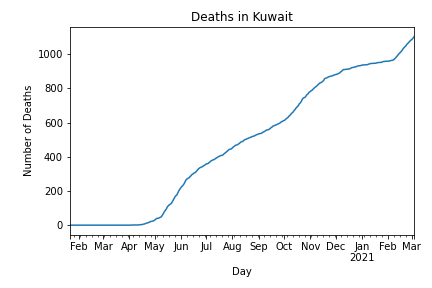 Deaths in Kuwait
Number of Deaths
1000
800
600
400
200
0
Feb Mar Apr May Jun Jul Aug Sep Oct Nov Dec Jan Feb Mar
2021
Day